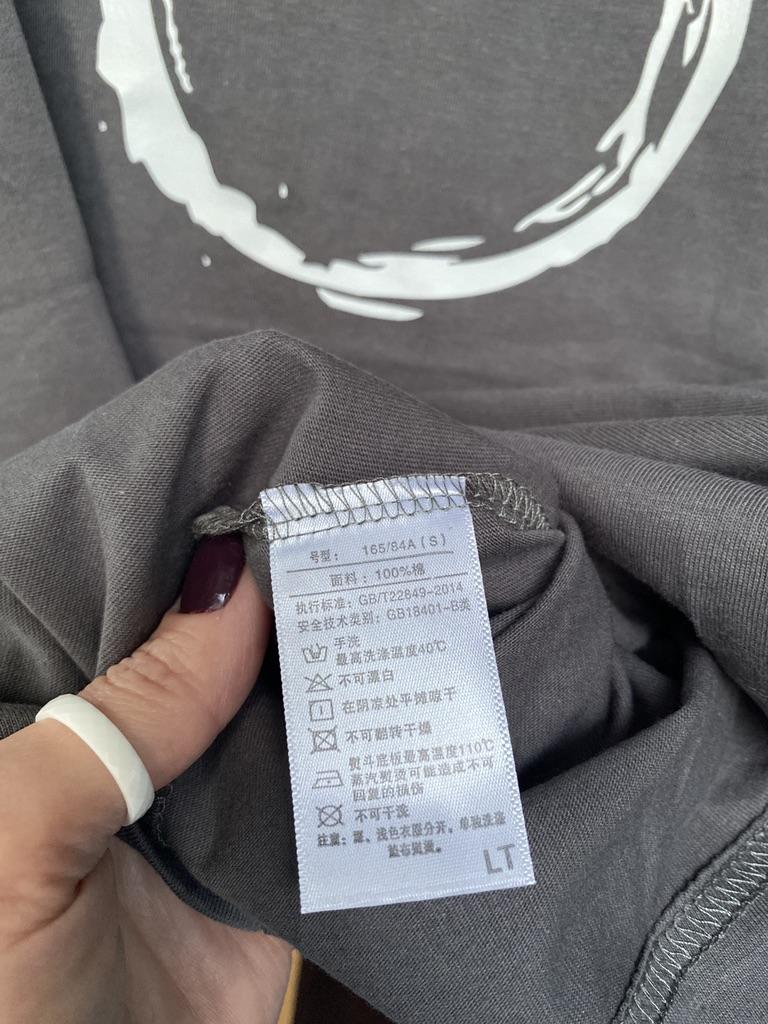 号型： 165/84A (S)
面料：100%棉
执行标准：GB/T22849-2014
安全技术类别：GB18401-B类
手洗
最高洗涤温度40℃
不可漂白
在阴凉处平摊晾干
不可翻转干燥
熨斗底板最高温度110℃
蒸汽熨烫可能造成不可
回复的损伤
不可干洗
注意：深、浅色衣服分开，单独洗涤
LT